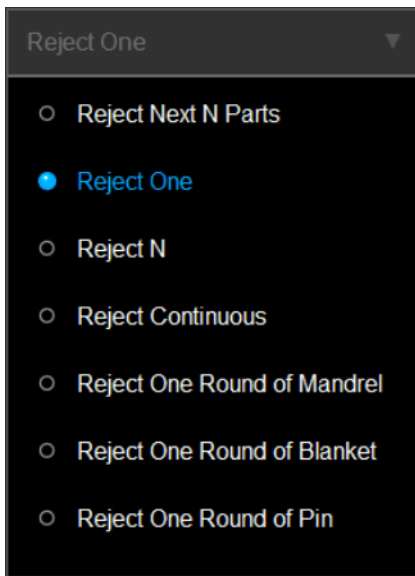 Reject One
Reject Next N Parts
Reject One
Reject N
Reject Continuous
Reject One Round of Mandrel
Reject One Round of Blanket
Reject One Round of Pin